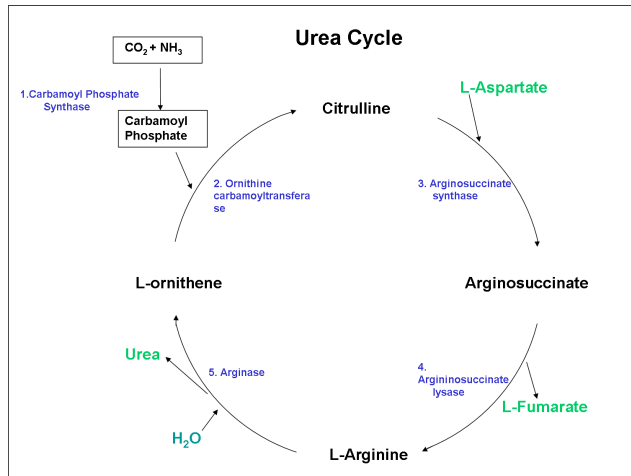 Urea Cycle
CO2 + NH3
1.Carbamoyl Phosphate
Synthase
Carbamoyl
Phosphate
Citrulline
L-Aspartate
2. Ornithine
carbamoyltransfera
se
3. Arginosuccinate
synthase
L-ornithene
Arginosuccinate
Urea
5. Arginase
4.
Argininosuccinate
lysase
L-Fumarate
H2O
L-Arginine